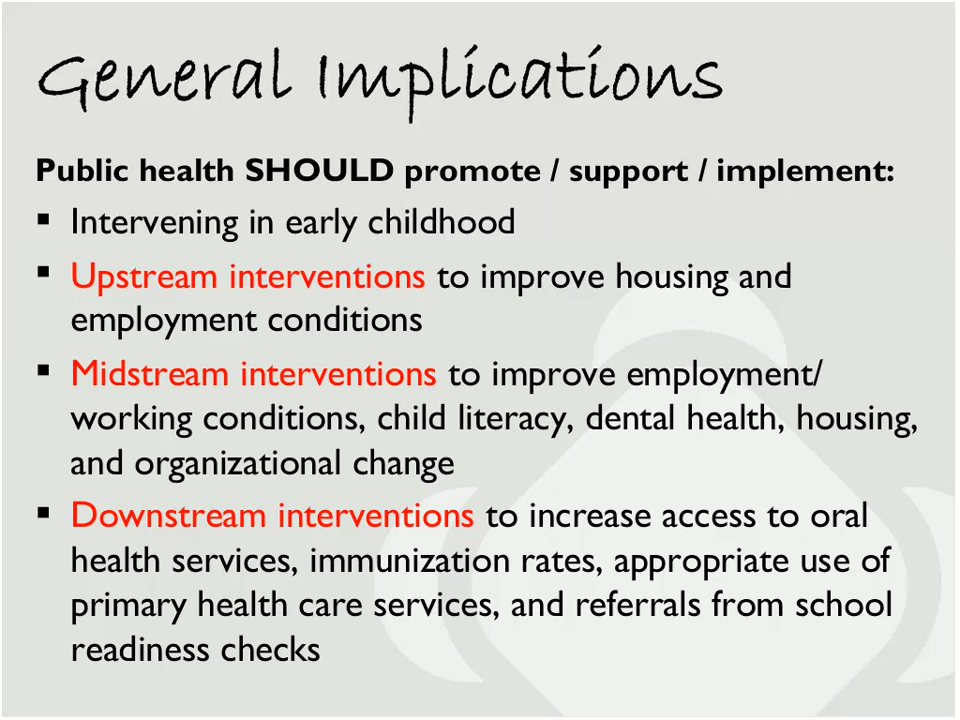 General Implications
Public health SHOULD promote / support / implement:
▪ Intervening in early childhood
▪ Upstream interventions to improve housing and
employment conditions
▪ Midstream interventions to improve employment/
working conditions, child literacy, dental health, housing,
and organizational change
▪ Downstream interventions to increase access to oral
health services, immunization rates, appropriate use of
primary health care services, and referrals from school
readiness checks